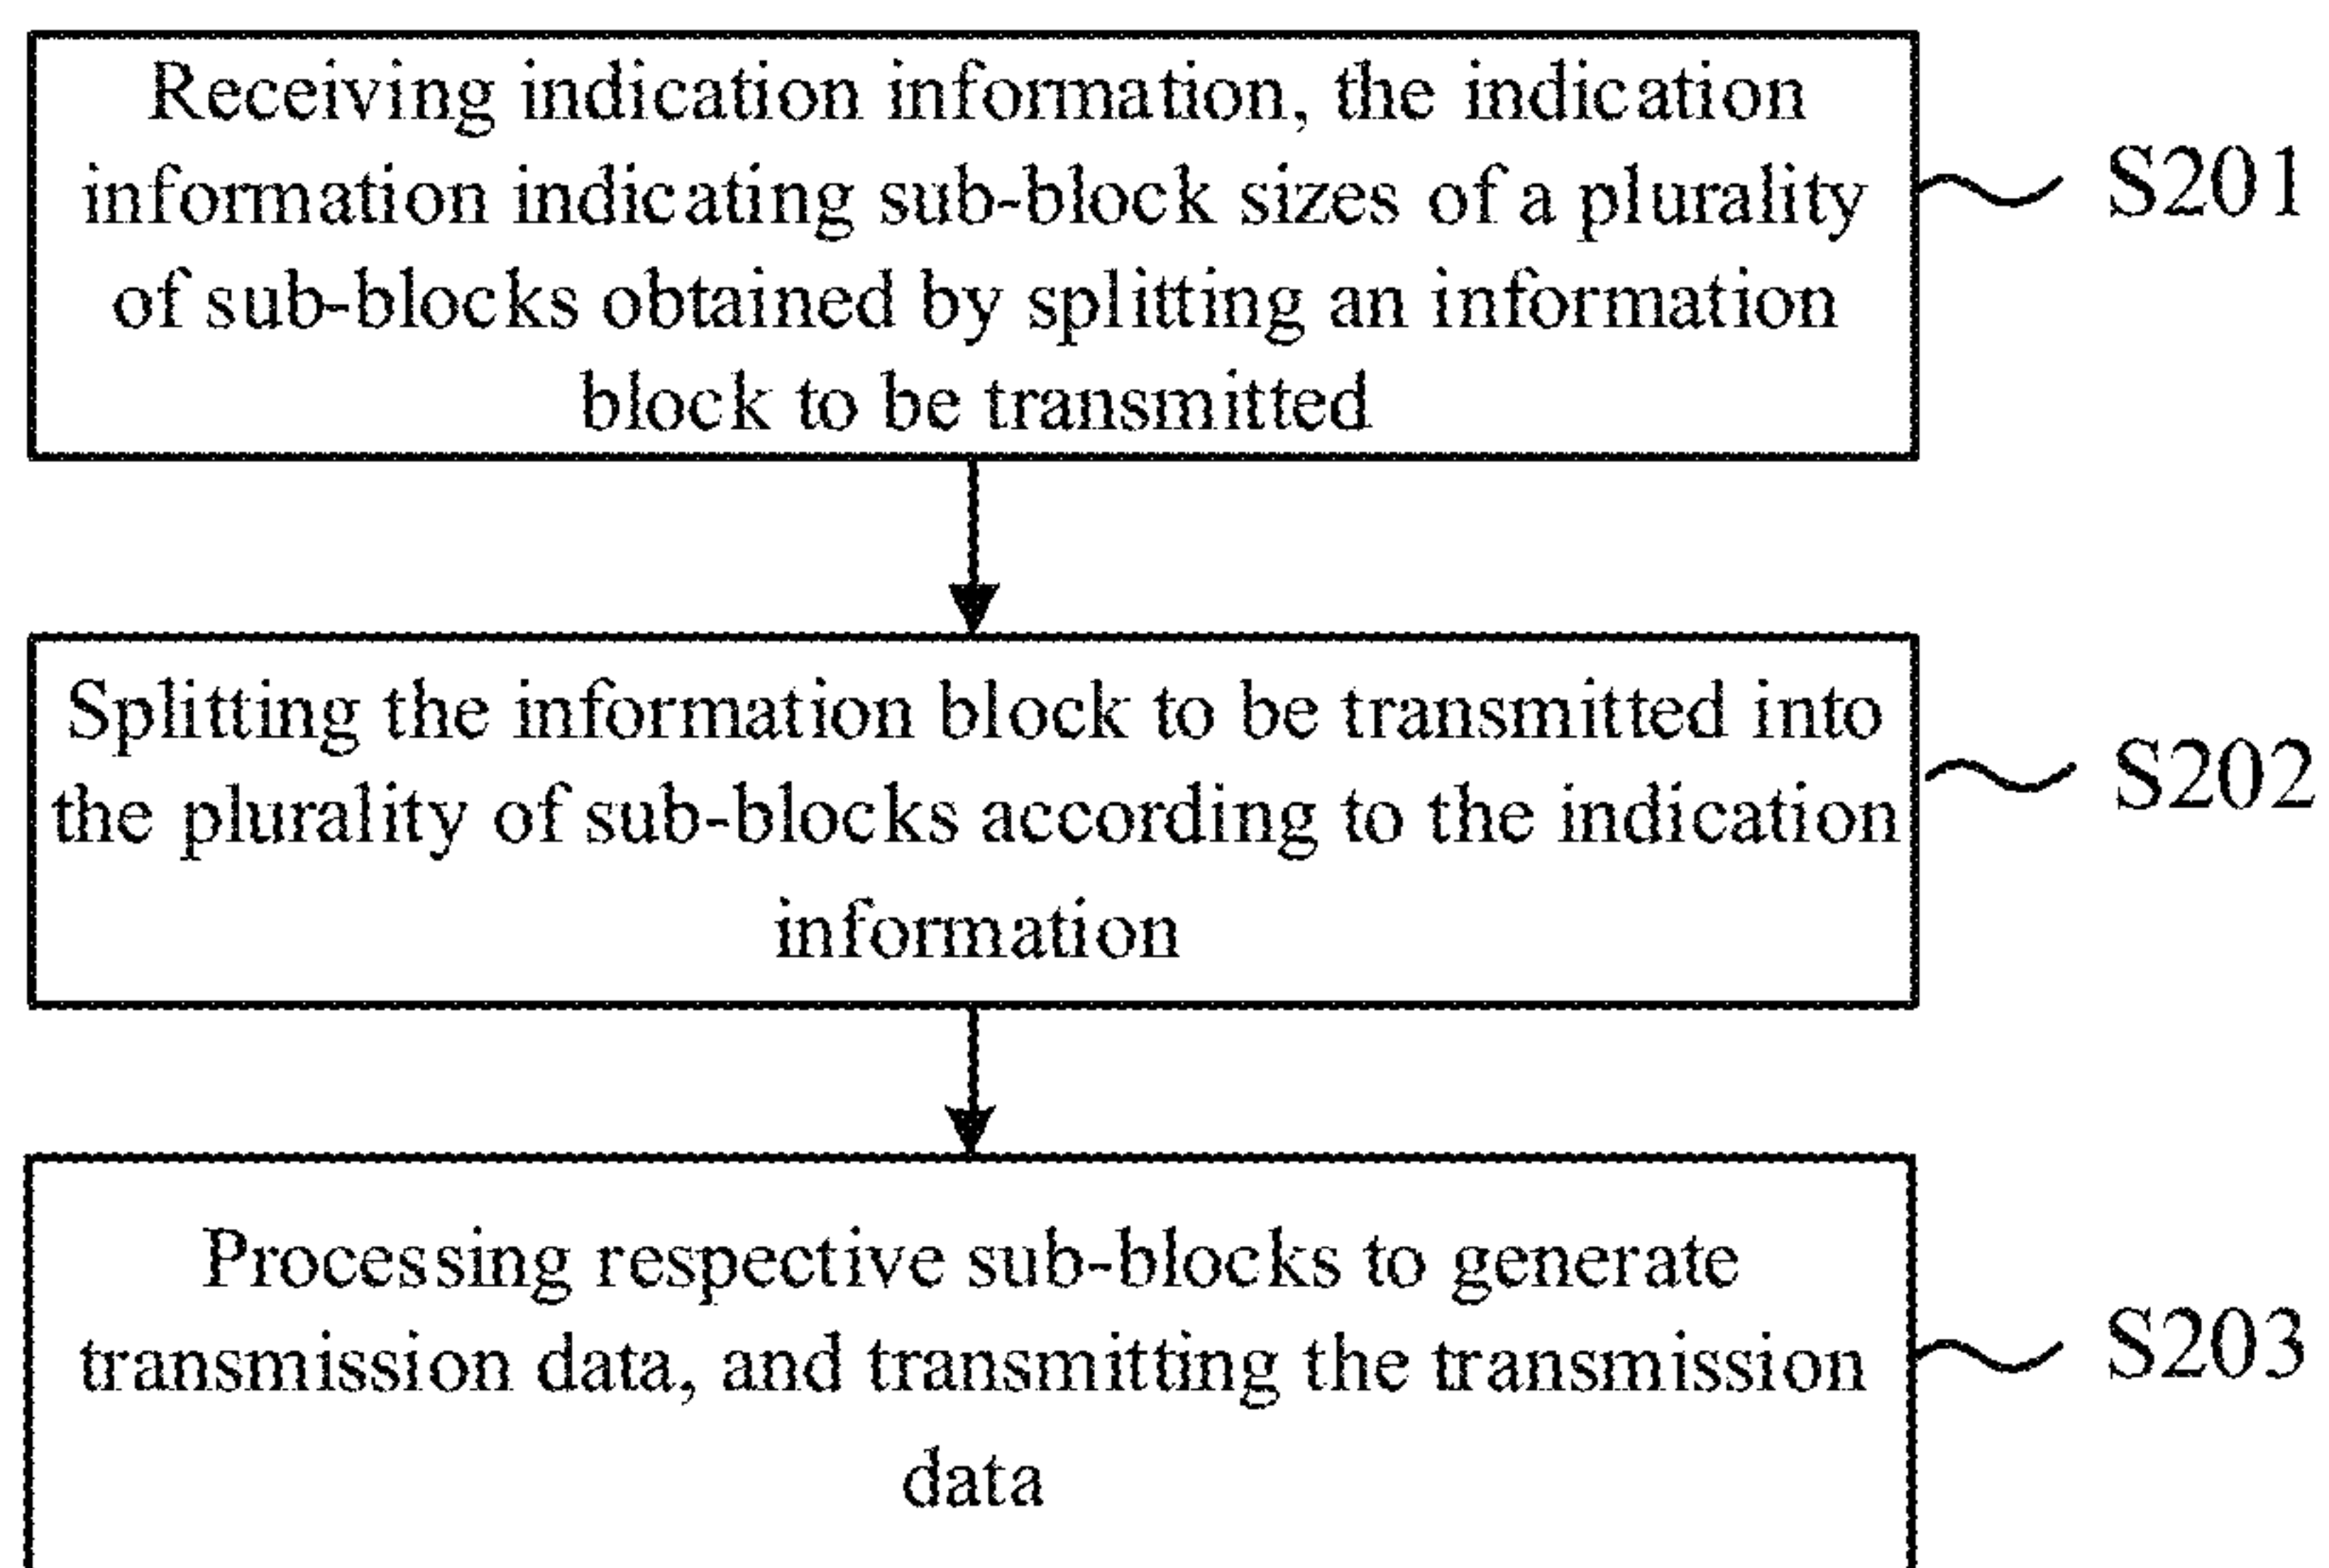 Receiving indication information, the indication
information indicating sub-block sizes of a plurality
of sub-blocks obtained by splitting an information
block to be transmitted
S201
Splitting the information block to be transmitted into
the plurality of sub-blocks according to the indication
information
S202
Processing respective sub-blocks to generate
transmission data, and transmitting the transmission
data
S203